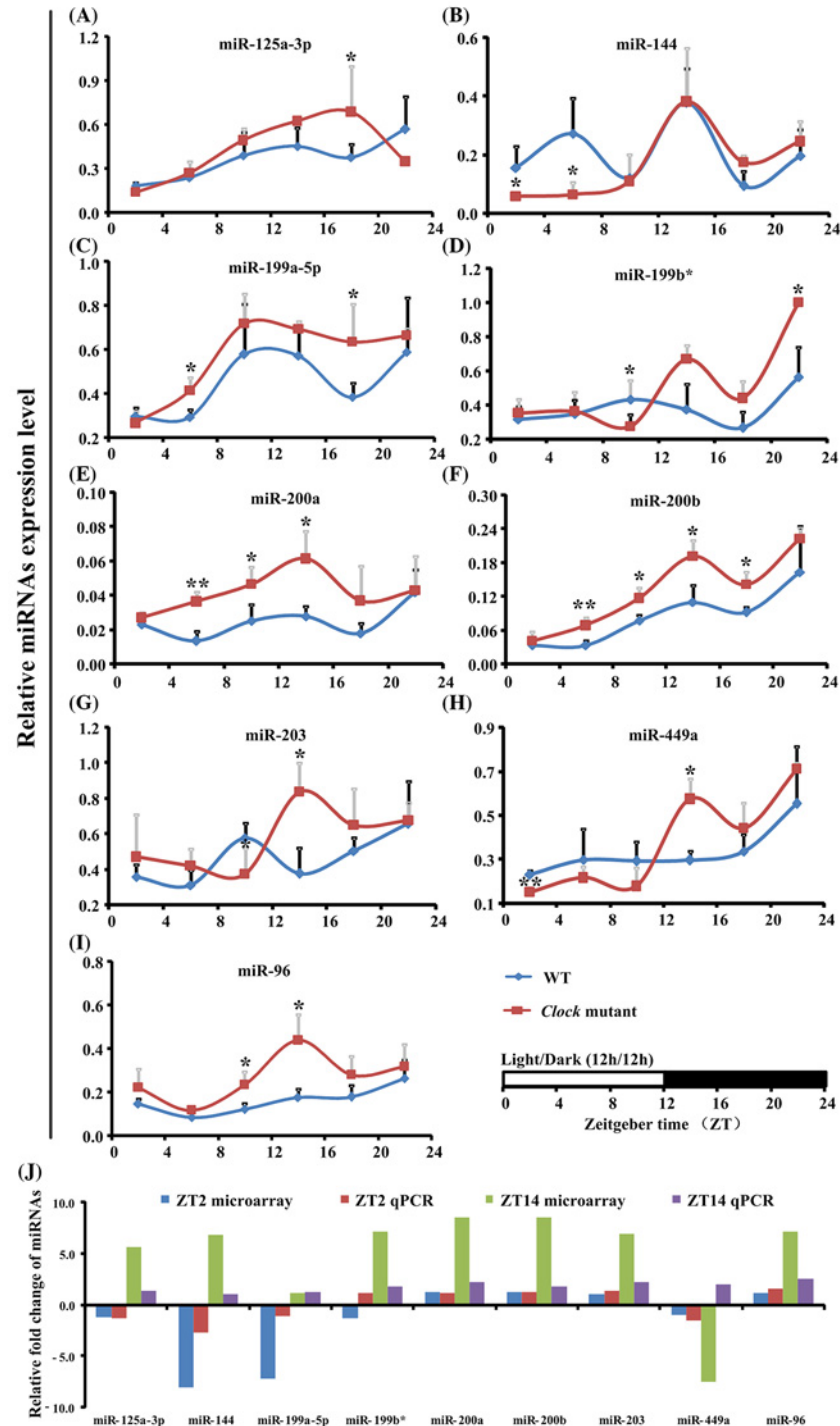 Relative miRNAs expression level
(A)
miR-125a-3p
1.2
0.9
0.6
0.3
0.0
*
0 4 8 12 16 20 24
(B)
miR-144
0.6
0.4
0.2
0.0
* *
0 4 8 12 16 20 24
(C)
miR-199a-5p
1.0
0.8
0.6
0.4
0.2
* *
0 4 8 12 16 20 24
(D)
miR-199b*
1.2
1.0
0.8
0.6
0.4
0.2
* *
0 4 8 12 16 20 24
(E)
miR-200a
0.10
0.08
0.06
0.04
0.02
0.00
** * *
0 4 8 12 16 20 24
(F)
miR-200b
0.30
0.24
0.18
0.12
0.06
0.00
** * * *
0 4 8 12 16 20 24
(G)
miR-203
1.2
1.0
0.8
0.6
0.4
0.2
* *
0 4 8 12 16 20 24
(H)
miR-449a
0.9
0.7
0.5
0.3
0.1
** *
0 4 8 12 16 20 24
(I)
miR-96
0.8
0.6
0.4
0.2
0.0
* *
0 4 8 12 16 20 24
WT
Clock mutant
Light/Dark (12h/12h)
0 4 8 12 16 20 24
Zeitgeber time (ZT)
(J)
Relative fold change of miRNAs
10.0
5.0
0.0
-5.0
-10.0
ZT2 microarray ZT2 qPCR ZT14 microarray ZT14 qPCR
miR-125a-3p miR-144 miR-199a-5p miR-199b* miR-200a miR-200b miR-203 miR-449a miR-96